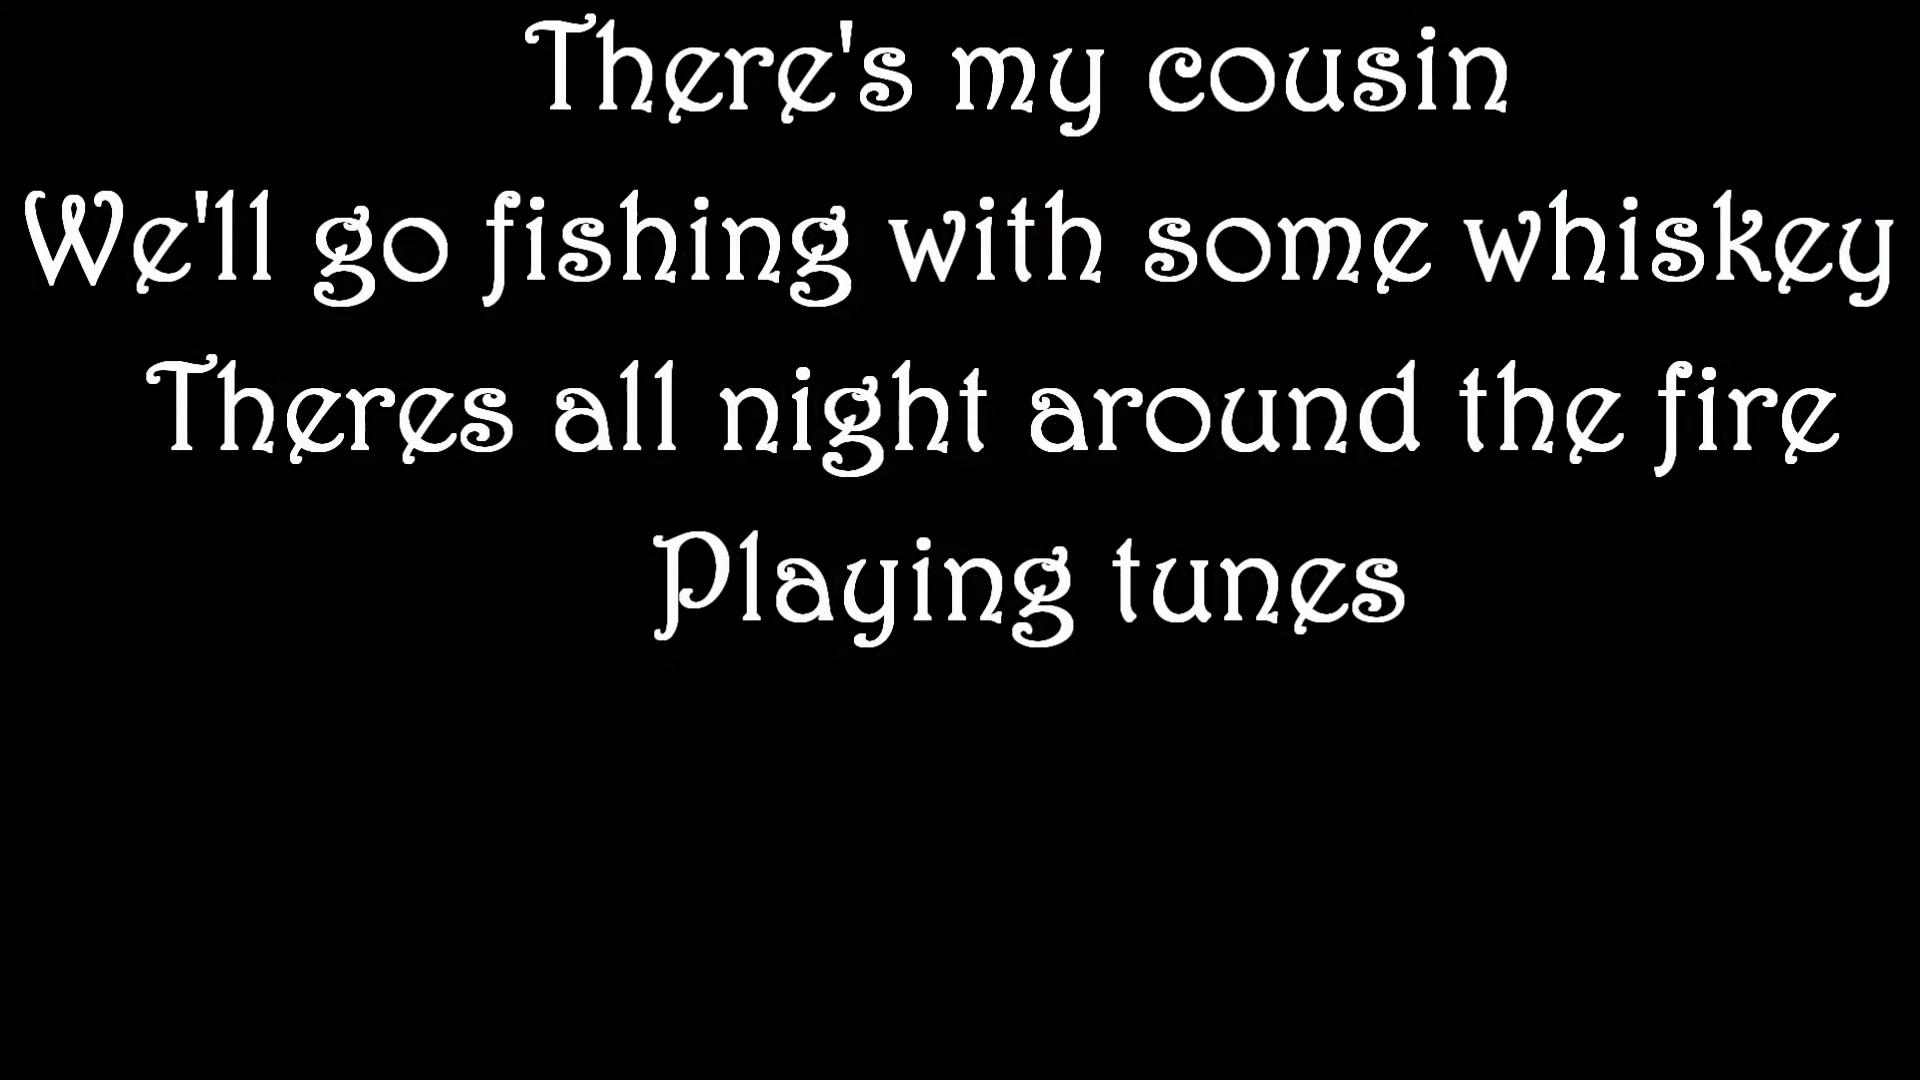 There's my cousin
We'll go fishing with some whiskey
Theres all night around the fire
Playing tunes